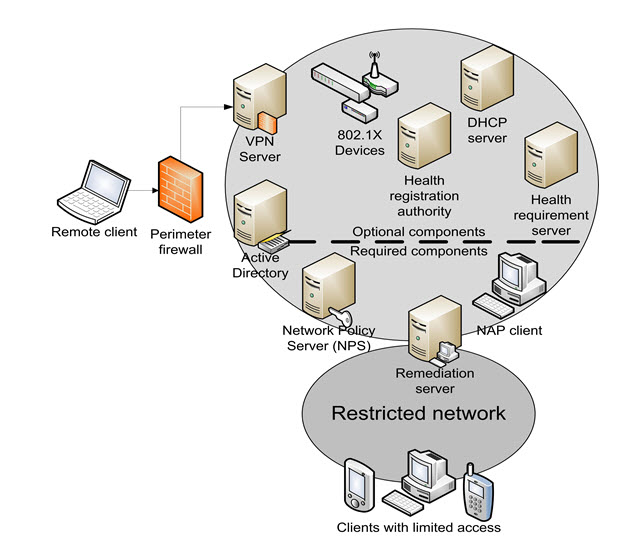 VPN
Server
802.1X
Devices
DHCP
server
Health
registration
authority
Health
requirement
server
Remote client
Perimeter
firewall
Active
Directory
Optional components
Required components
Network Policy
Server (NPS)
NAP client
Remediation
server
Restricted network
Clients with limited access